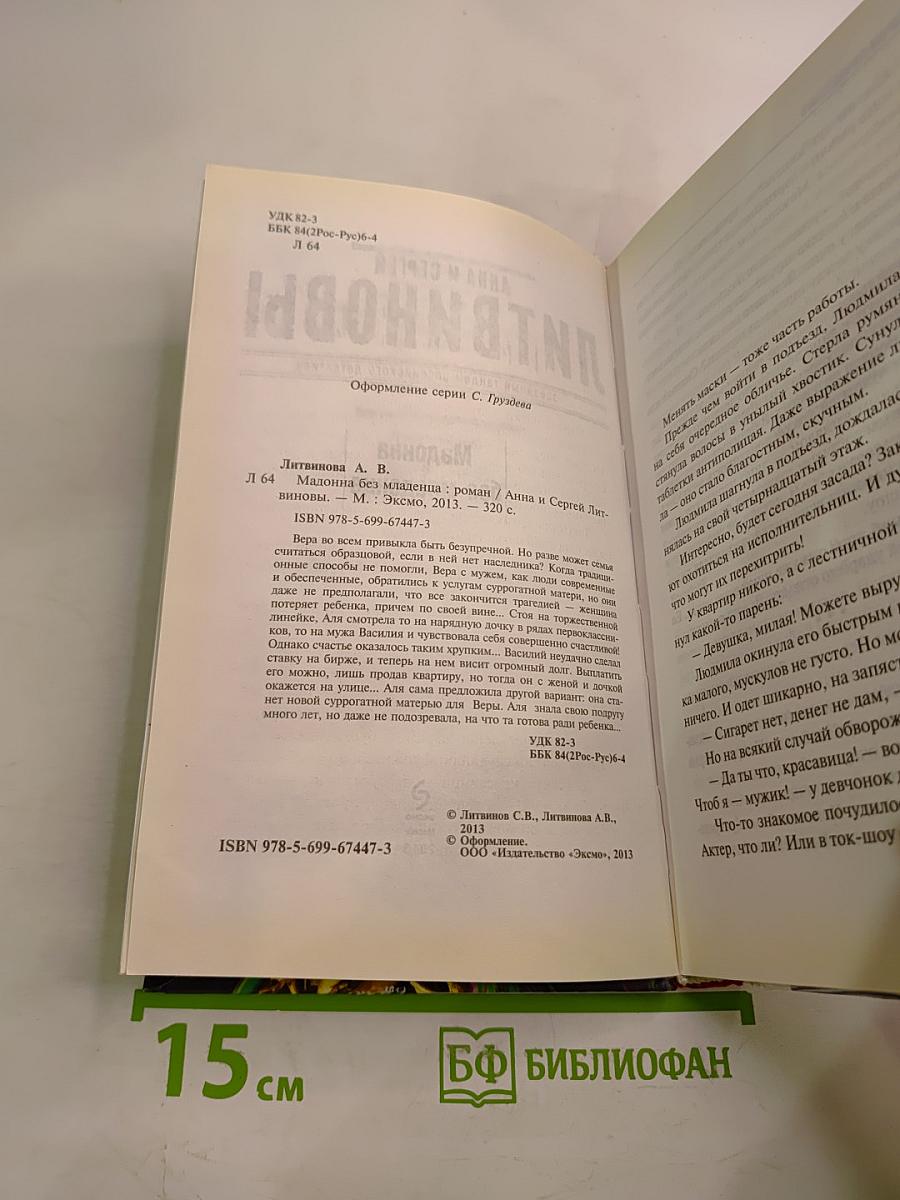 УДК 82-3
ББК 84(2Рос-Рус)6-4
Л 64
АННА И СЕРГЕЙ
ЛИТВИНОВЫ
Оформление серии С. Груздева
Мадонна
Литвинова А. В.
Л 64 Мадонна без младенца : роман / Анна и Сергей Лит-
виновы. — М. : Эксмо, 2013. — 320 с.
ISBN 978-5-699-67447-3
Вера во всем привыкла быть безупречной. Но разве может семья
считаться образцовой, если в ней нет наследника? Когда традици-
онные способы не помогли, Вера с мужем, как люди современные
и обеспеченные, обратились к услугам суррогатной матери, но они
даже не предполагали, что все закончится трагедией — женщина
потеряет ребенка, причем по своей вине... Стоя на торжественной
линейке, Аля смотрела то на нарядную дочку в рядах первоклассни-
ков, то на мужа Василия и чувствовала себя совершенно счастливой!
Однако счастье оказалось таким хрупким... Василий неудачно сделал
ставку на бирже, и теперь на нем висит огромный долг. Выплатить
его можно, лишь продав квартиру, но тогда он с женой и дочкой
окажется на улице... Аля сама предложила другой вариант: она ста-
нет новой суррогатной матерью для Веры. Аля знала свою подругу
много лет, но даже не подозревала, на что та готова ради ребенка...
УДК 82-3
ББК 84(2Рос-Рус)6-4
© Литвинов С.В., Литвинова А.В.,
2013
© Оформление.
ООО «Издательство «Эксмо», 2013
ISBN 978-5-699-67447-3
Менять маски — тоже часть работы.
Прежде чем войти в подъезд, Людмила
на себя очередное обличье. Стерла румян
стянула волосы в унылый хвостик. Сунул
таблетки антиполицая. Даже выражение л
да — оно стало благостным, скучным.
Людмила шагнула в подъезд, дождалас
нялась на свой четырнадцатый этаж.
Интересно, будет сегодня засада? Зак
ют охотиться на исполнительниц. И ду
что могут их перехитрить!
У квартир никого, а с лестничной
нул какой-то парень:
— Девушка, милая! Можете выру
Людмила окинула его быстрым
ка малого, мускулов не густо. Но мо
ничего. И одет шикарно, на запяст
— Сигарет нет, денег не дам, —
Но на всякий случай обворож
— Да ты что, красавица! — во
Чтоб я — мужик! — у девчонок
Что-то знакомое почудило
Актер, что ли? Или в ток-шоу
15 см
БФ БИБЛИОФАН